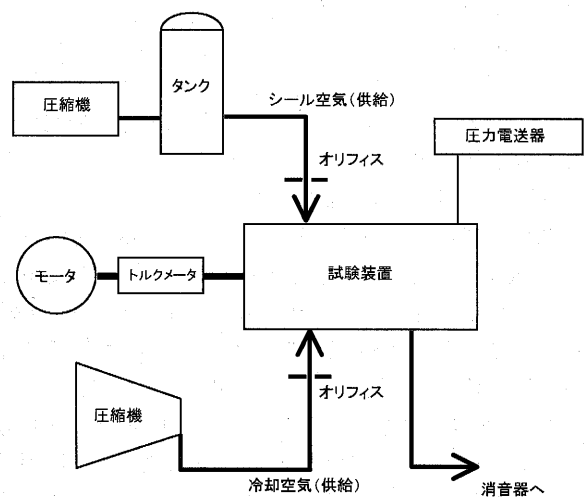 タンク
圧縮機
シール空気(供給)
圧力電送器
オリフィス
モータ
トルクメータ
試験装置
オリフィス
圧縮機
冷却空気(供給)
消音器へ